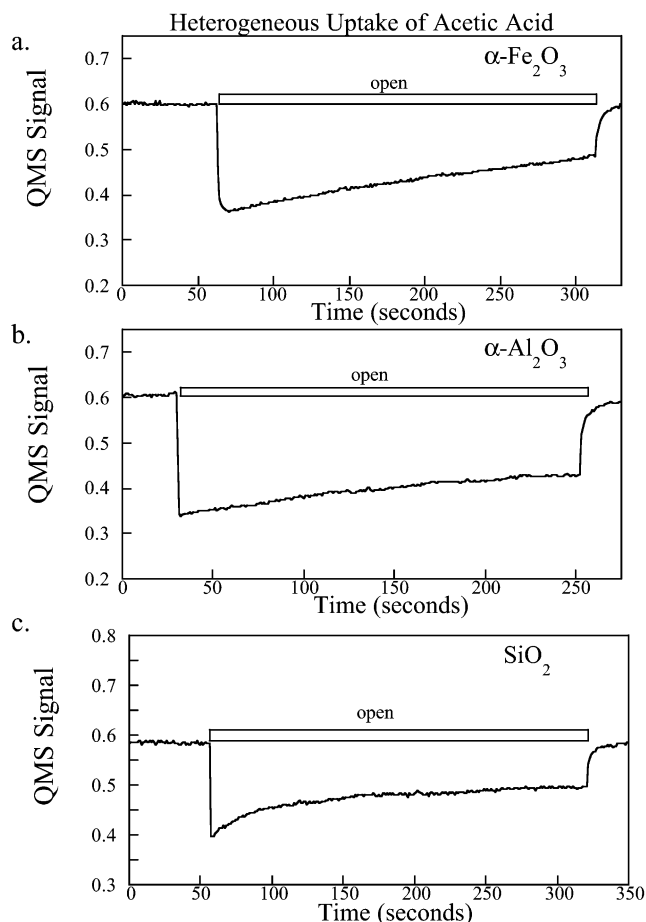 Heterogeneous Uptake of Acetic Acid
a.
α-Fe2O3
open
QMS Signal
0.7
0.6
0.5
0.4
0.3
0.2
0 50 100 150 200 250 300
Time (seconds)
b.
α-Al2O3
open
QMS Signal
0.7
0.6
0.5
0.4
0.3
0.2
0 50 100 150 200 250
Time (seconds)
c.
SiO2
open
QMS Signal
0.8
0.7
0.6
0.5
0.4
0.3
0 50 100 150 200 250 300 350
Time (seconds)